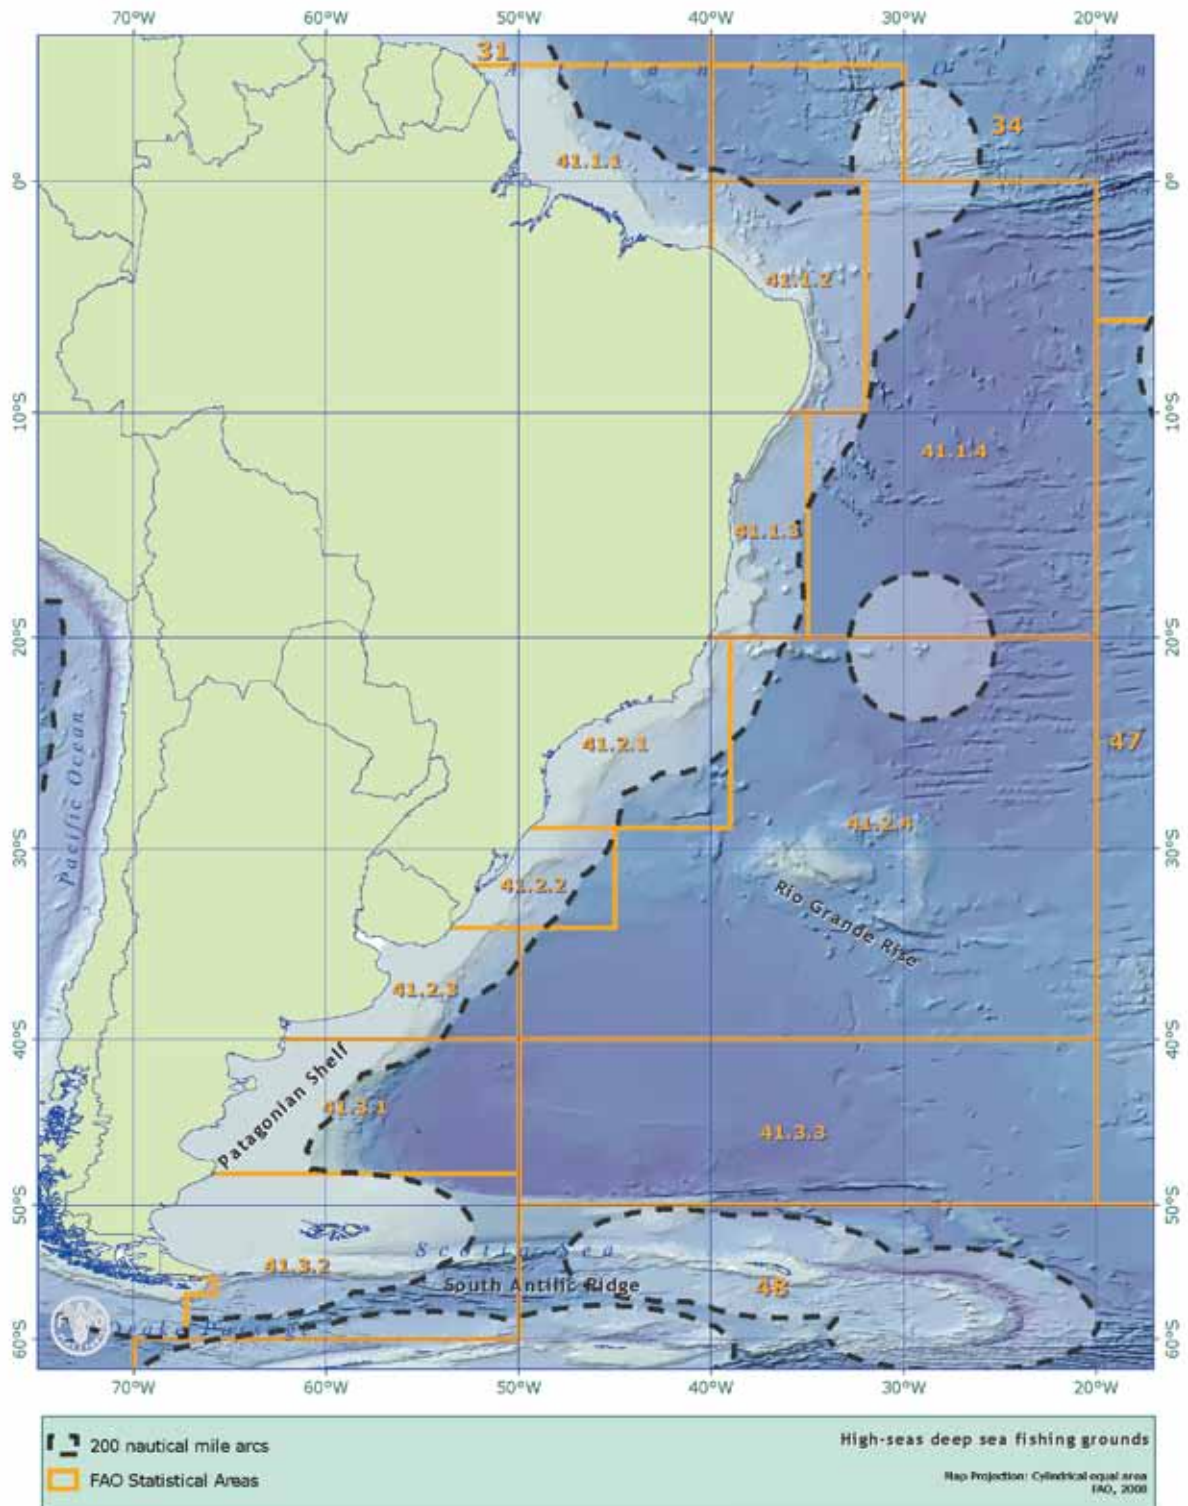 70°W 60°W 50°W 40°W 30°W 20°W
31
A t l a n t i c O c e a n
34
41.1.1
0° 0°
41.1.2
10°S 10°S
41.1.4
41.1.3
20°S 20°S
Pacific Ocean
41.2.1
47
41.2.4
30°S 30°S
41.2.2
Rio Grande Rise
41.2.3
40°S 40°S
Patagonian Shelf
41.3.1
41.3.3
50°S 50°S
Scotia Sea
41.3.2
South Antilic Ridge
48
Drake Passage
60°S 60°S
70°W 60°W 50°W 40°W 30°W 20°W
200 nautical mile arcs
FAO Statistical Areas
High-seas deep sea fishing grounds
Map Projection: Cylindrical equal area
FAO, 2008